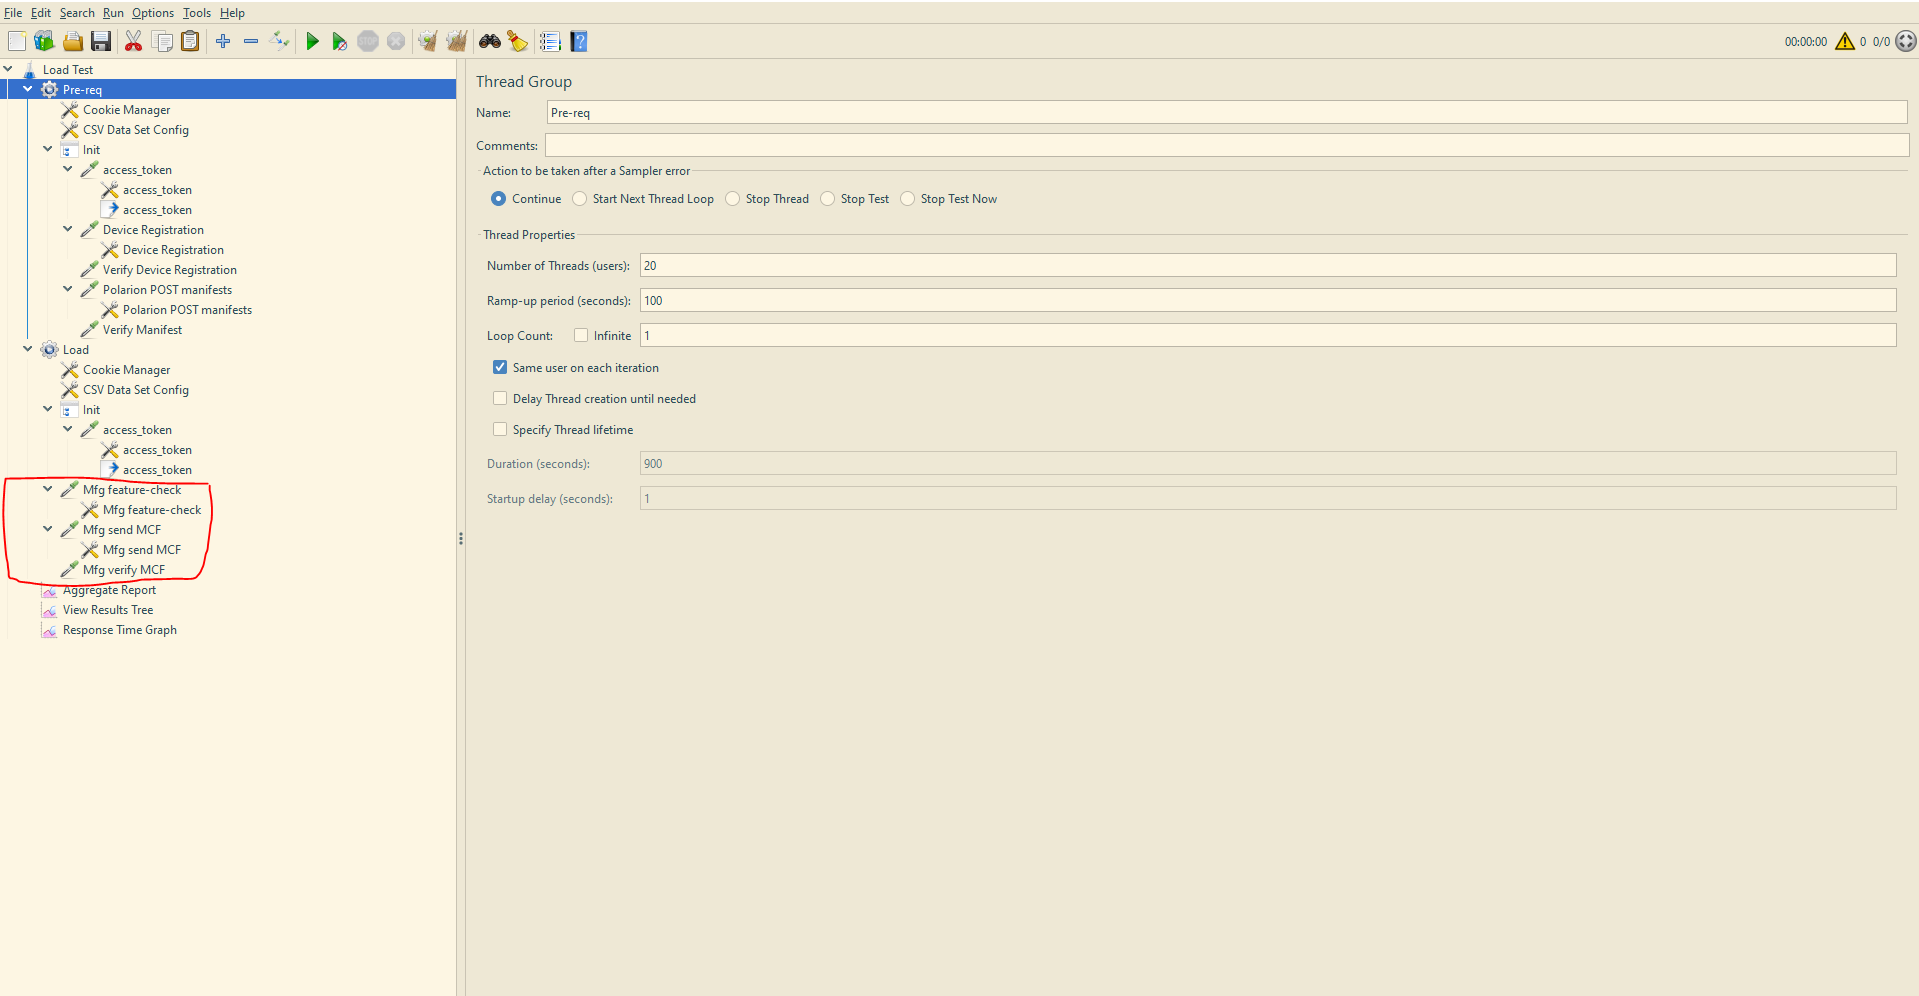 File Edit Search Run Options Tools Help
00:00:00 0 0/0
Load Test
Pre-req
Cookie Manager
CSV Data Set Config
Init
access_token
access_token
access_token
Device Registration
Device Registration
Verify Device Registration
Polarion POST manifests
Polarion POST manifests
Verify Manifest
Load
Cookie Manager
CSV Data Set Config
Init
access_token
access_token
access_token
Mfg feature-check
Mfg feature-check
Mfg send MCF
Mfg send MCF
Mfg verify MCF
Aggregate Report
View Results Tree
Response Time Graph
Thread Group
Name: Pre-req
Comments:
Action to be taken after a Sampler error
Continue Start Next Thread Loop Stop Thread Stop Test Stop Test Now
Thread Properties
Number of Threads (users): 20
Ramp-up period (seconds): 100
Loop Count: Infinite 1
Same user on each iteration
Delay Thread creation until needed
Specify Thread lifetime
Duration (seconds): 900
Startup delay (seconds): 1